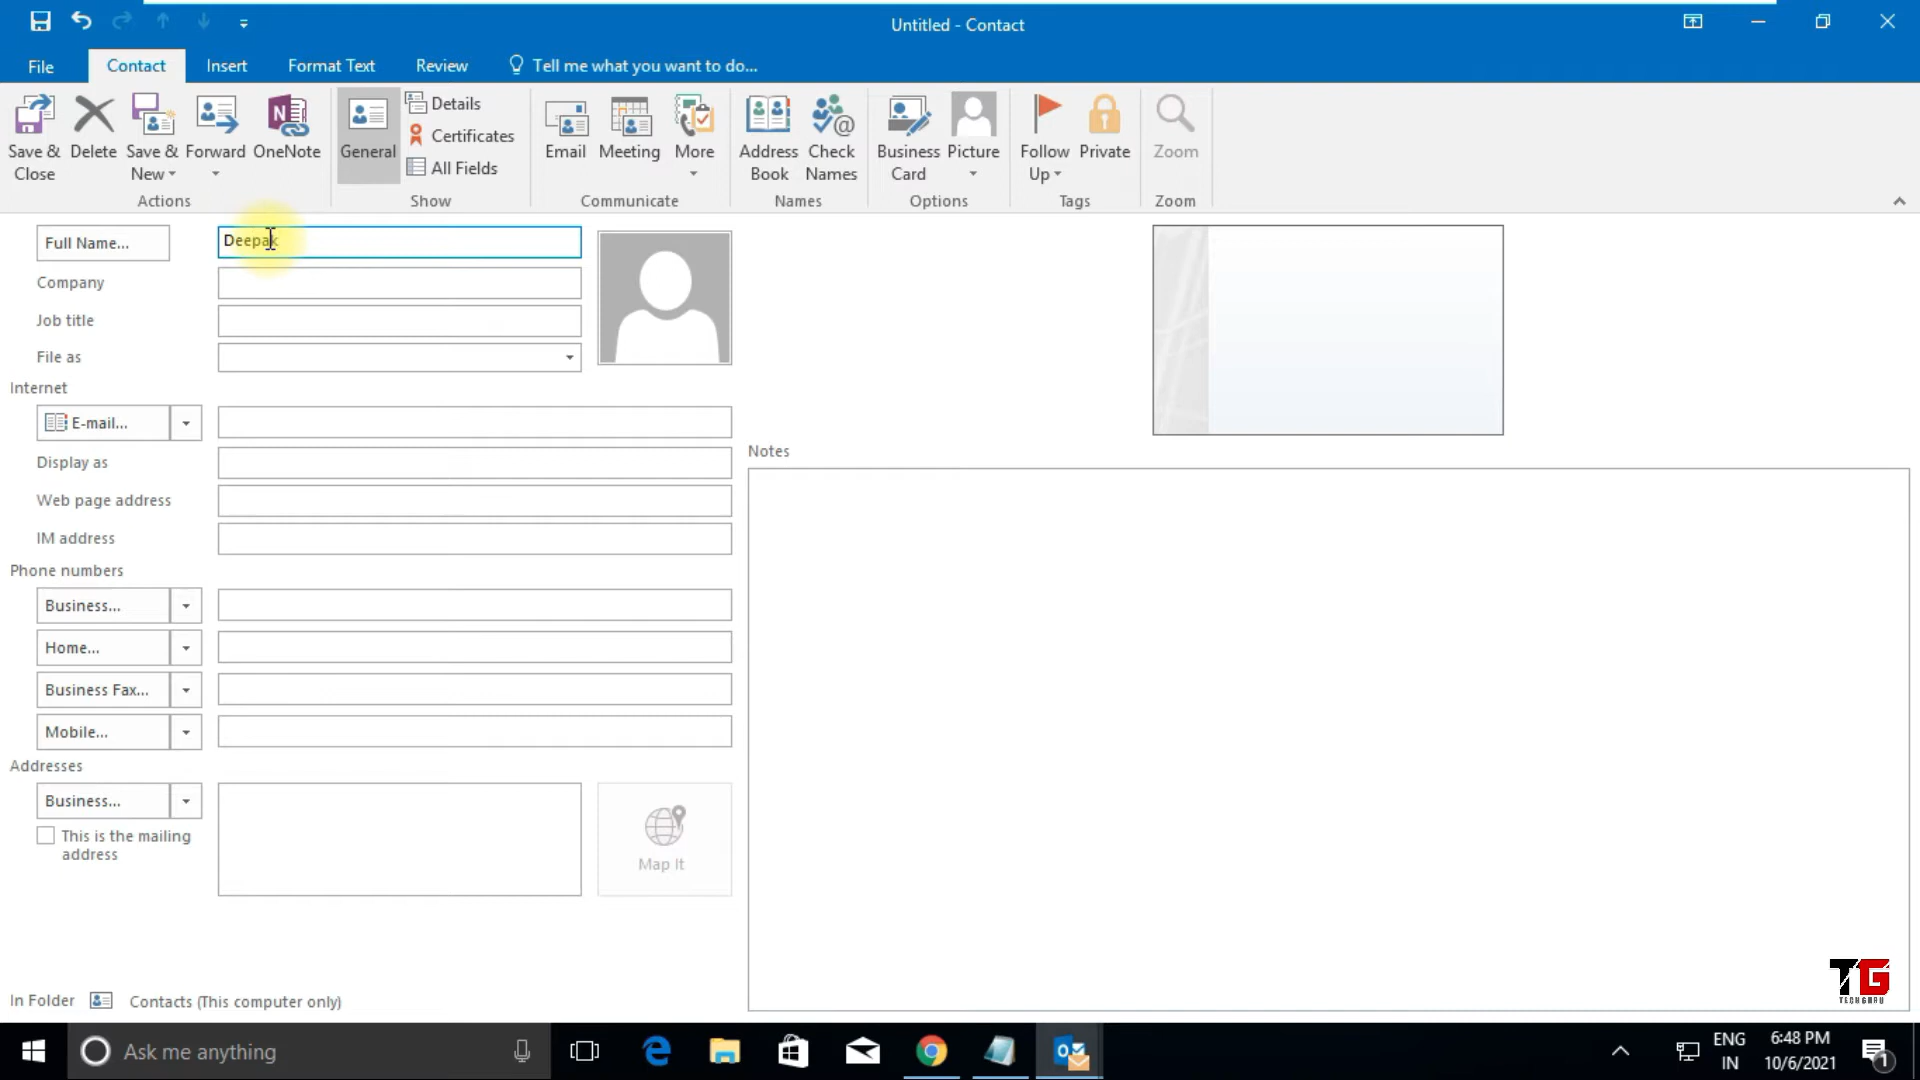 Untitled - Contact
File
Contact
Insert
Format Text
Review
Tell me what you want to do...
Save & Close
Delete
Save & New
Forward
OneNote
General
Details
Certificates
All Fields
Email
Meeting
More
Address Book
Check Names
Business Card
Picture
Follow Up
Private
Zoom
Actions
Show
Communicate
Names
Options
Tags
Zoom
Full Name...
Deepak
Company
Job title
File as
Internet
E-mail...
Display as
Web page address
IM address
Phone numbers
Business...
Home...
Business Fax...
Mobile...
Addresses
Business...
This is the mailing
address
Map It
Notes
In Folder
Contacts (This computer only)
TG
TECH GURU
Ask me anything
ENG
IN
6:48 PM
10/6/2021
1